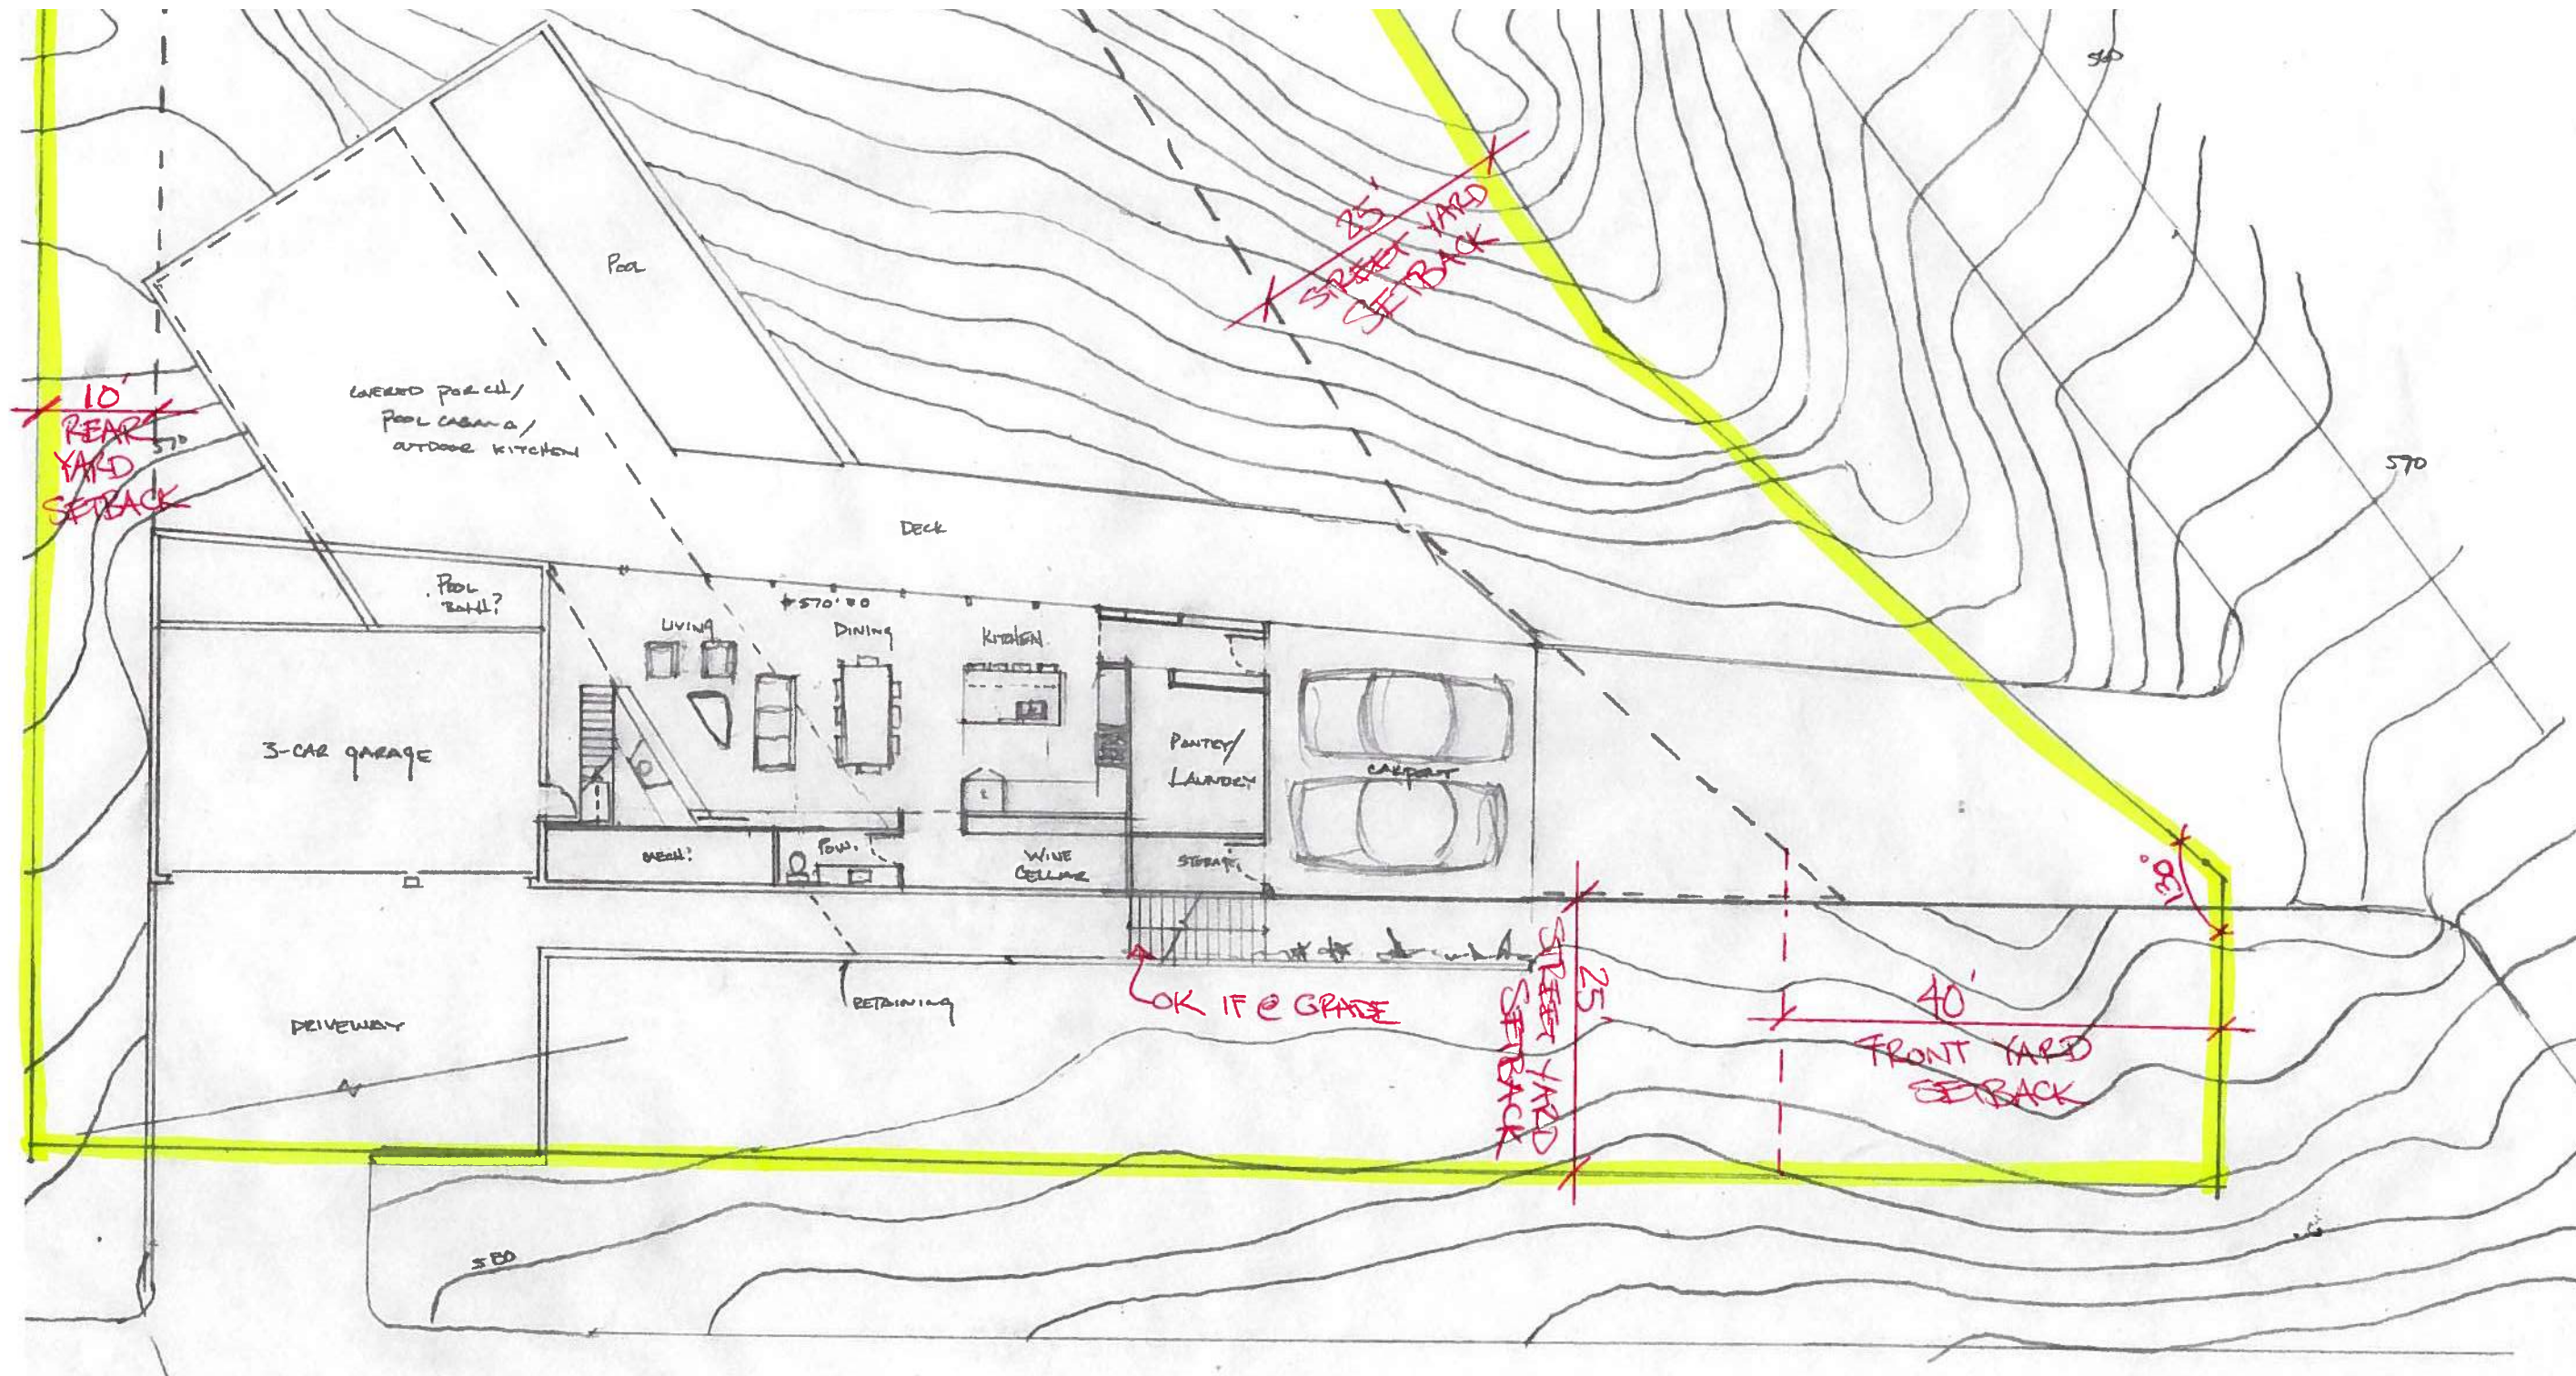 560
POOL
25'
STREET YARD
SETBACK
COVERED PORCH/
POOL CABANA/
OUTDOOR KITCHEN
10'
REAR
YARD
SETBACK
570
570
DECK
POOL
BATH?
570'
LIVING
DINING
KITCHEN
3-CAR GARAGE
PANTRY/
LAUNDRY
CARPORT
MECH?
POW.
WINE
CELLAR
STORAGE
130°
RETAINING
OK IF @ GRADE
25'
STREET YARD
SETBACK
40'
FRONT YARD
SETBACK
DRIVEWAY
N
580